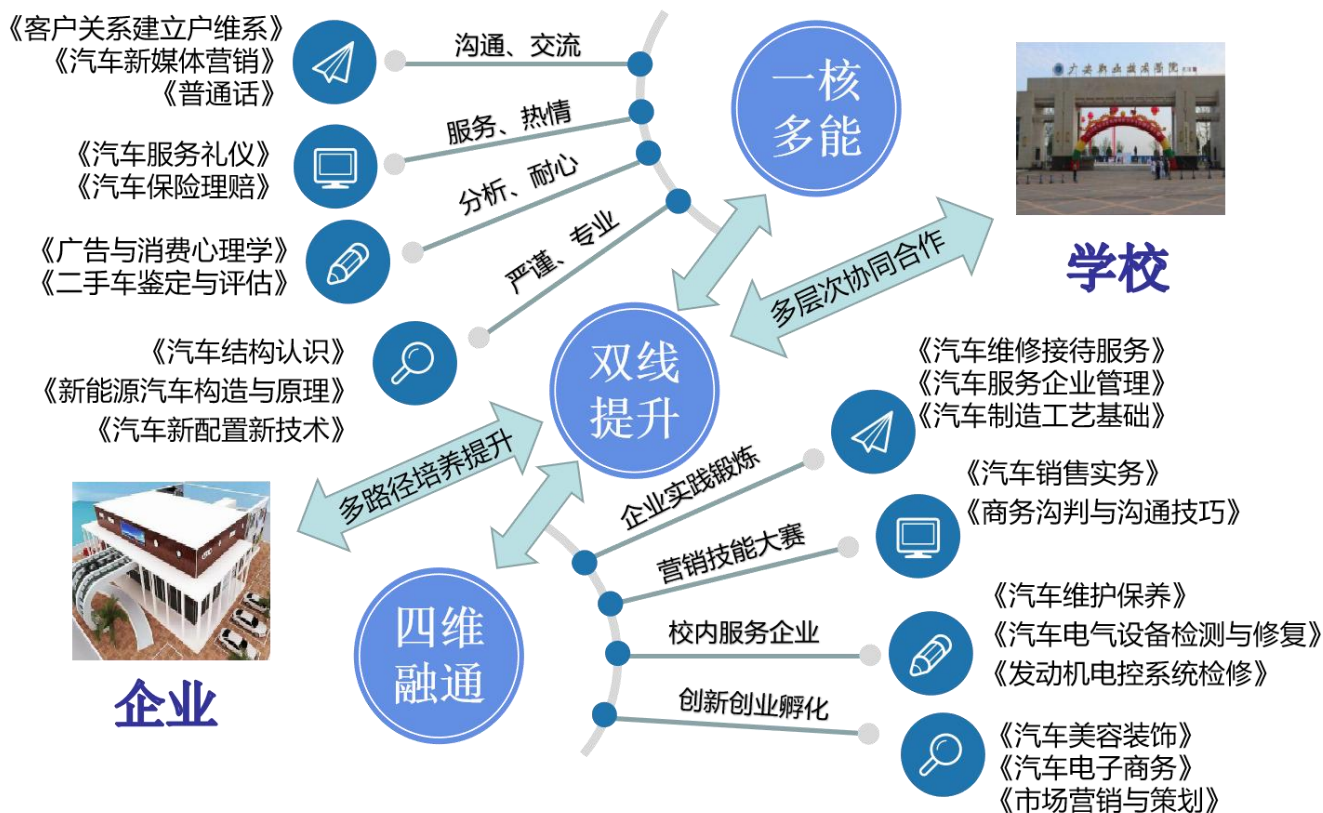 《客户关系建立户维系》
《汽车新媒体营销》
《普通话》
沟通、交流
《汽车服务礼仪》
《汽车保险理赔》
服务、热情
《广告与消费心理学》
《二手车鉴定与评估》
分析、耐心
《汽车结构认识》
《新能源汽车构造与原理》
《汽车新配置新技术》
严谨、专业
一核
多能
广安职业技术学院
学校
多层次协同合作
双线
提升
多路径培养提升
企业
四维
融通
企业实践锻炼
《汽车维修接待服务》
《汽车服务企业管理》
《汽车制造工艺基础》
营销技能大赛
《汽车销售实务》
《商务沟判与沟通技巧》
校内服务企业
《汽车维护保养》
《汽车电气设备检测与修复》
《发动机电控系统检修》
创新创业孵化
《汽车美容装饰》
《汽车电子商务》
《市场营销与策划》